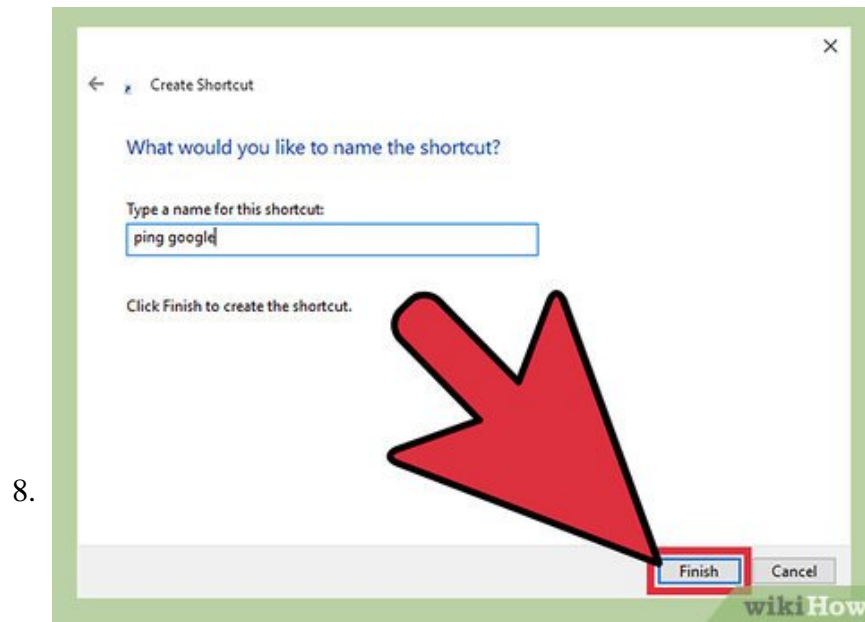 Create Shortcut
What would you like to name the shortcut?
Type a name for this shortcut:
ping google
Click Finish to create the shortcut.
8.
Finish Cancel
wikiHow